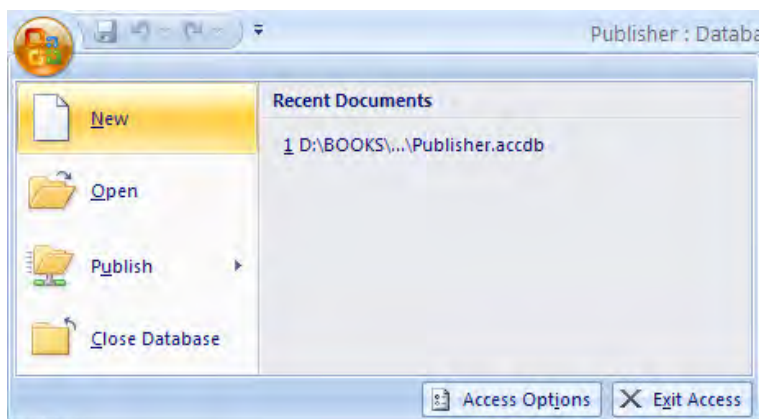 Publisher : Databa
New
Open
Publish
Close Database
Recent Documents
1 D:\BOOKS\...\Publisher.accdb
Access Options
Exit Access